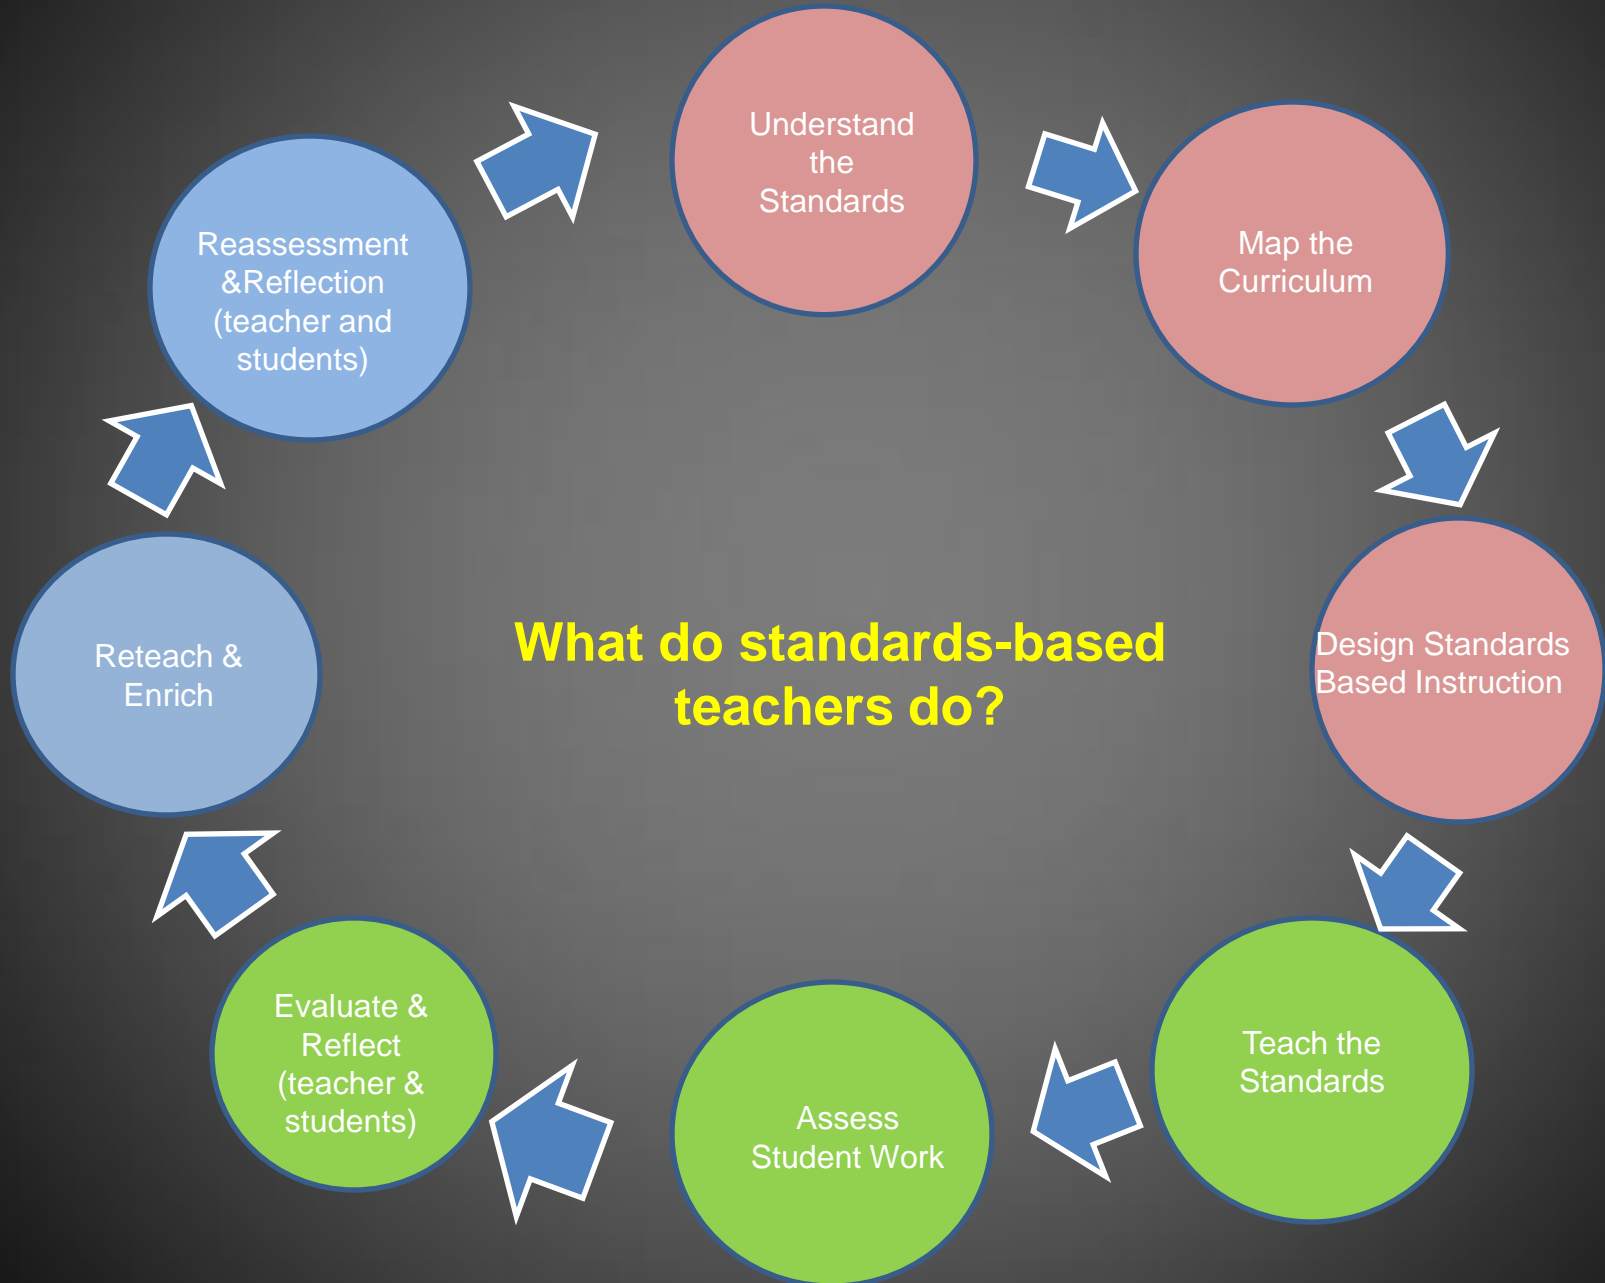 Understand
the
Standards
Map the
Curriculum
Design Standards
Based Instruction
Teach the
Standards
Assess
Student Work
Evaluate &
Reflect
(teacher &
students)
Reteach &
Enrich
Reassessment
&Reflection
(teacher and
students)
What do standards-based
teachers do?